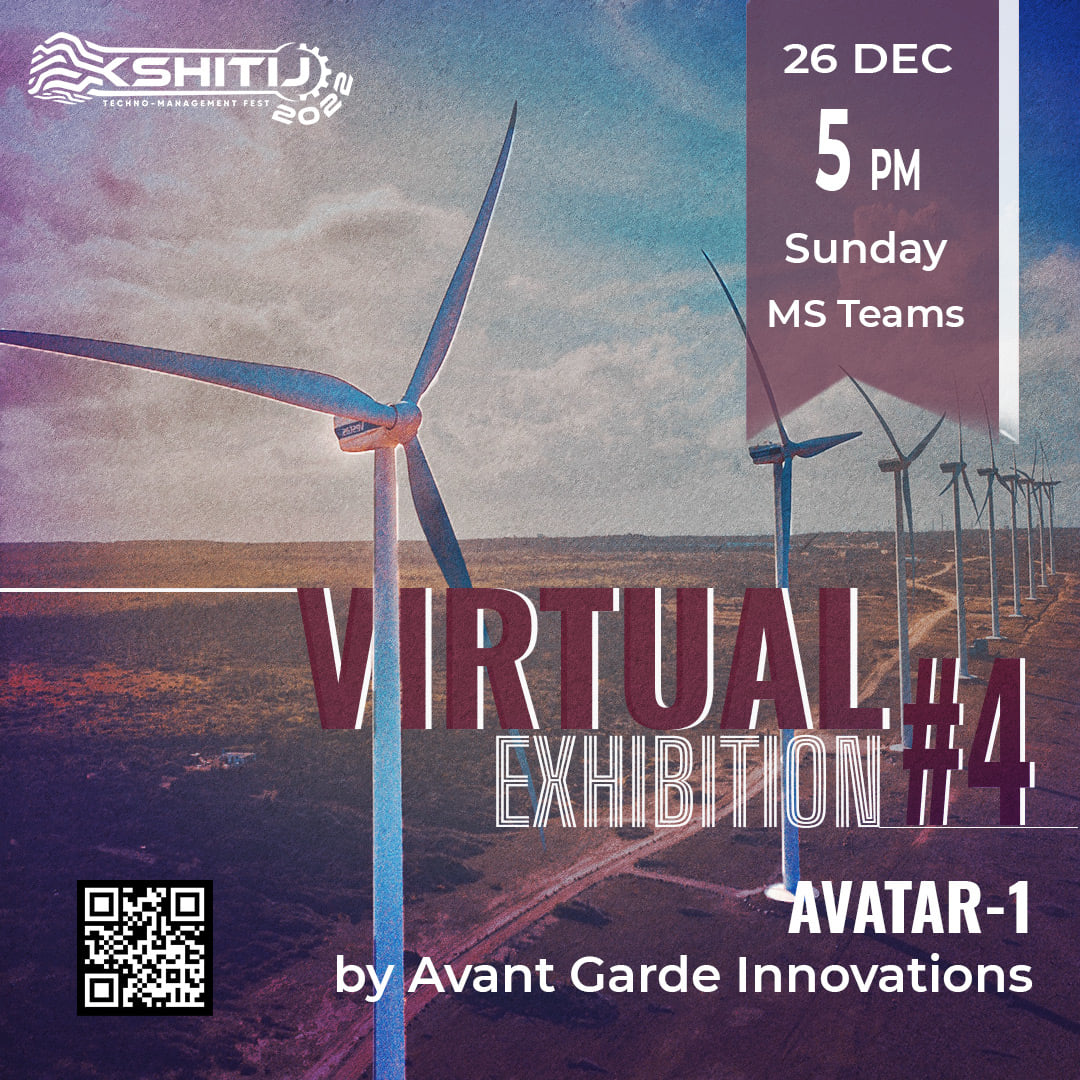 KSHITIJ
TECHNO-MANAGEMENT FEST
2022
26 DEC
5 PM
Sunday
MS Teams
Vestas
VIRTUAL
EXHIBITION
#4
AVATAR-1
by Avant Garde Innovations